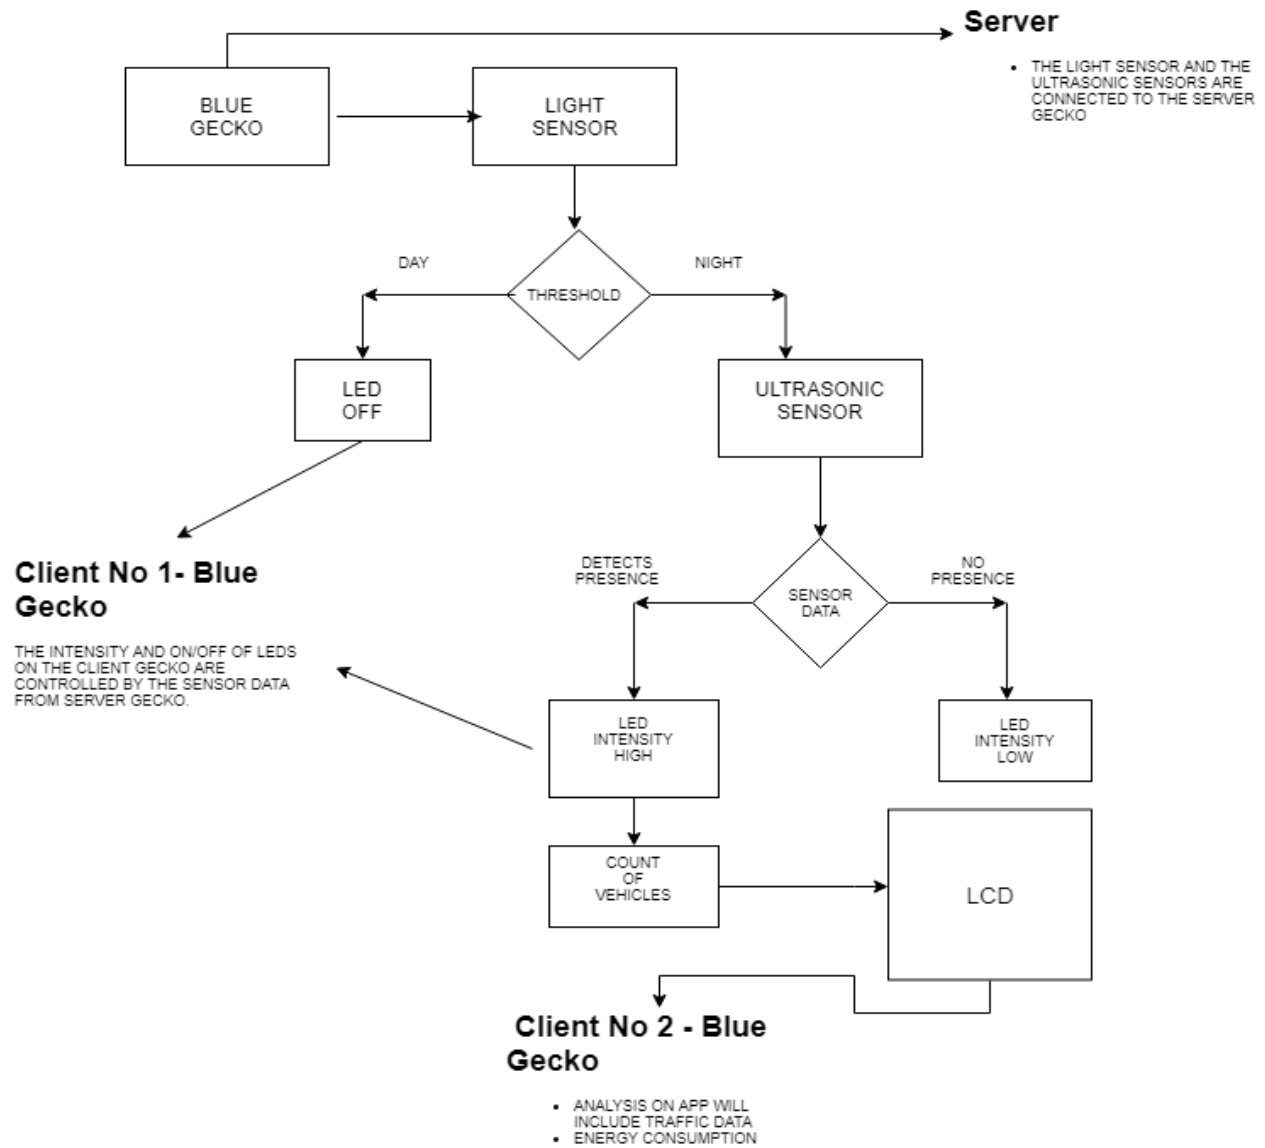 Server
• THE LIGHT SENSOR AND THE
ULTRASONIC SENSORS ARE
CONNECTED TO THE SERVER
GECKO
BLUE
GECKO
LIGHT
SENSOR
DAY
THRESHOLD
NIGHT
LED
OFF
ULTRASONIC
SENSOR
Client No 1- Blue
Gecko
THE INTENSITY AND ON/OFF OF LEDS
ON THE CLIENT GECKO ARE
CONTROLLED BY THE SENSOR DATA
FROM SERVER GECKO.
DETECTS
PRESENCE
SENSOR
DATA
NO
PRESENCE
LED
INTENSITY
HIGH
LED
INTENSITY
LOW
COUNT
OF
VEHICLES
LCD
Client No 2 - Blue
Gecko
• ANALYSIS ON APP WILL
INCLUDE TRAFFIC DATA
• ENERGY CONSUMPTION